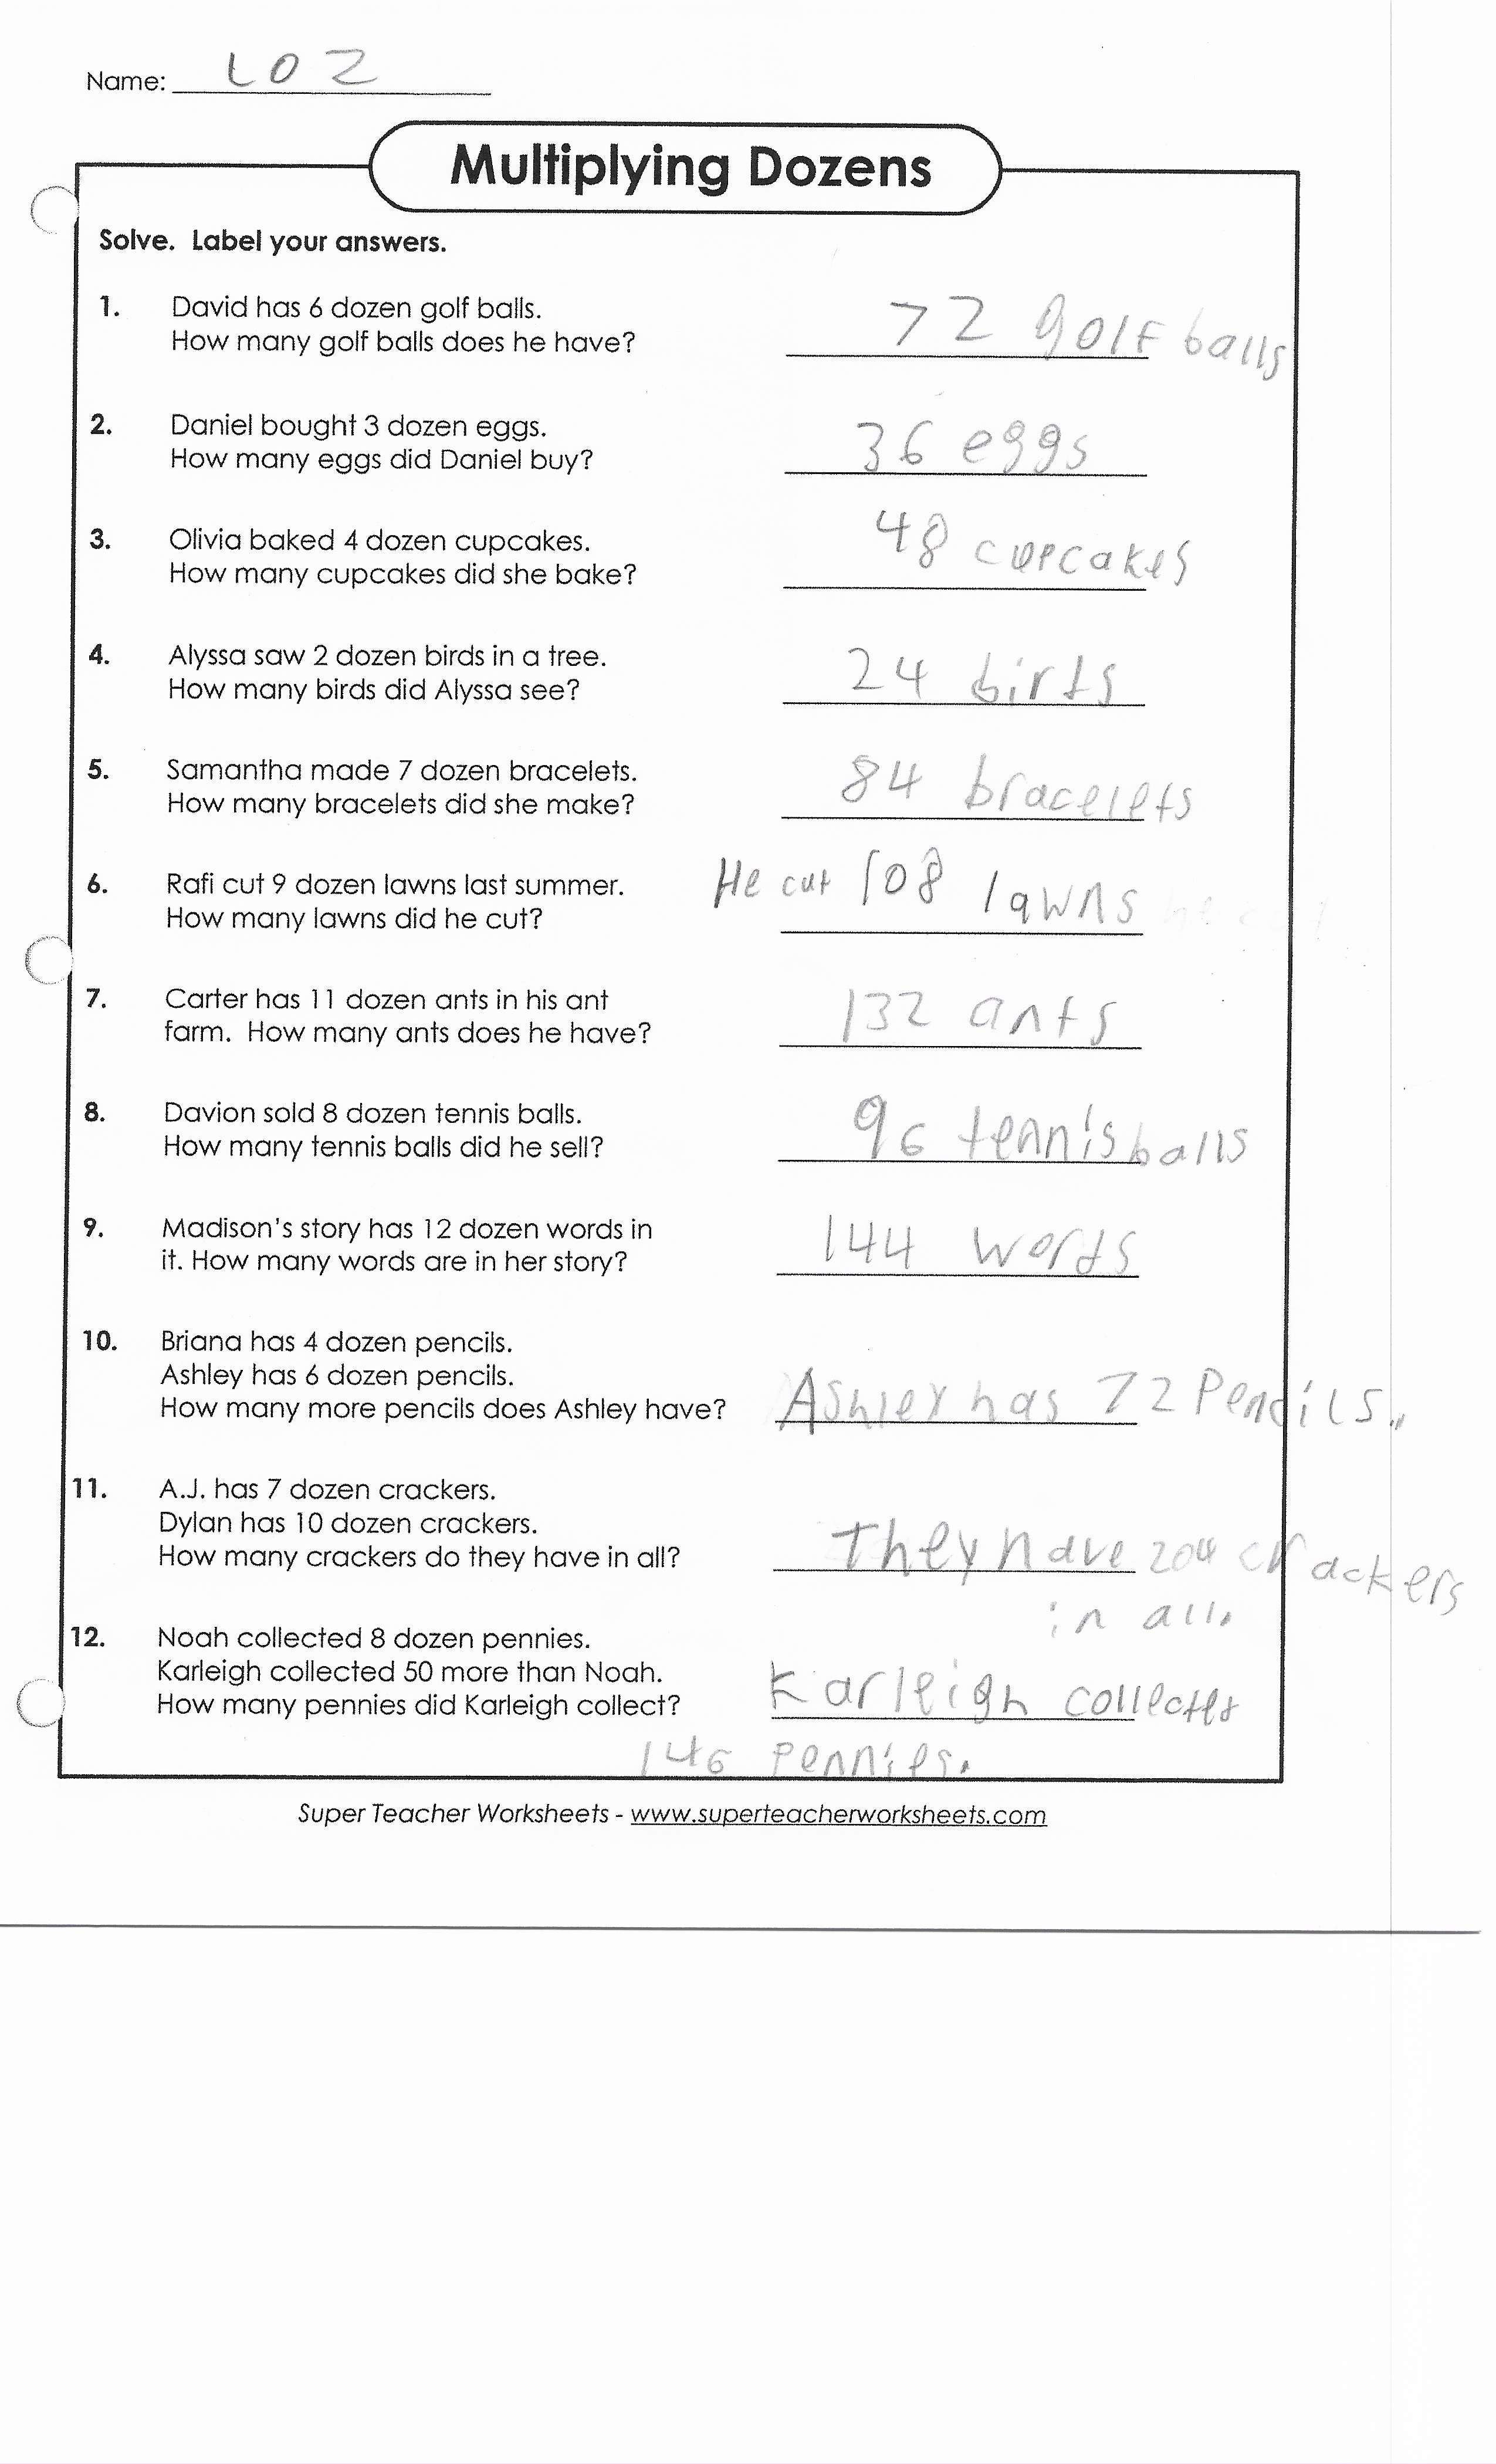 Name: LOZ
Multiplying Dozens
Solve. Label your answers.
1. David has 6 dozen golf balls.
How many golf balls does he have? 72 golf balls
2. Daniel bought 3 dozen eggs.
How many eggs did Daniel buy? 36 eggs
3. Olivia baked 4 dozen cupcakes.
How many cupcakes did she bake? 48 cupcakes
4. Alyssa saw 2 dozen birds in a tree.
How many birds did Alyssa see? 24 birds
5. Samantha made 7 dozen bracelets.
How many bracelets did she make? 84 bracelets
6. Rafi cut 9 dozen lawns last summer.
How many lawns did he cut? He cut 108 lawns
7. Carter has 11 dozen ants in his ant
farm. How many ants does he have? 132 ants
8. Davion sold 8 dozen tennis balls.
How many tennis balls did he sell? 96 tennis balls
9. Madison's story has 12 dozen words in
it. How many words are in her story? 144 words
10. Briana has 4 dozen pencils.
Ashley has 6 dozen pencils.
How many more pencils does Ashley have? Ashley has 72 Pencils.
11. A.J. has 7 dozen crackers.
Dylan has 10 dozen crackers.
How many crackers do they have in all? They have 204 crackers
in all.
12. Noah collected 8 dozen pennies.
Karleigh collected 50 more than Noah.
How many pennies did Karleigh collect? Karleigh collected
146 Pennies.
Super Teacher Worksheets - www.superteacherworksheets.com